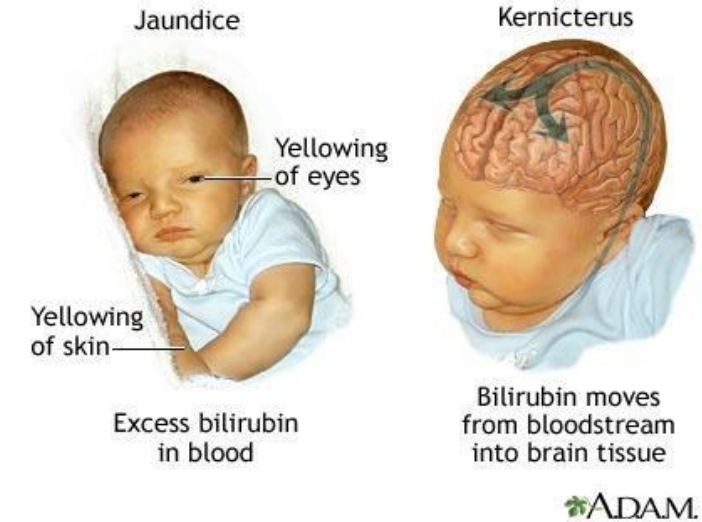 Jaundice
Kernicterus
Yellowing
of eyes
Yellowing
of skin
Excess bilirubin
in blood
Bilirubin moves
from bloodstream
into brain tissue
A.D.A.M.